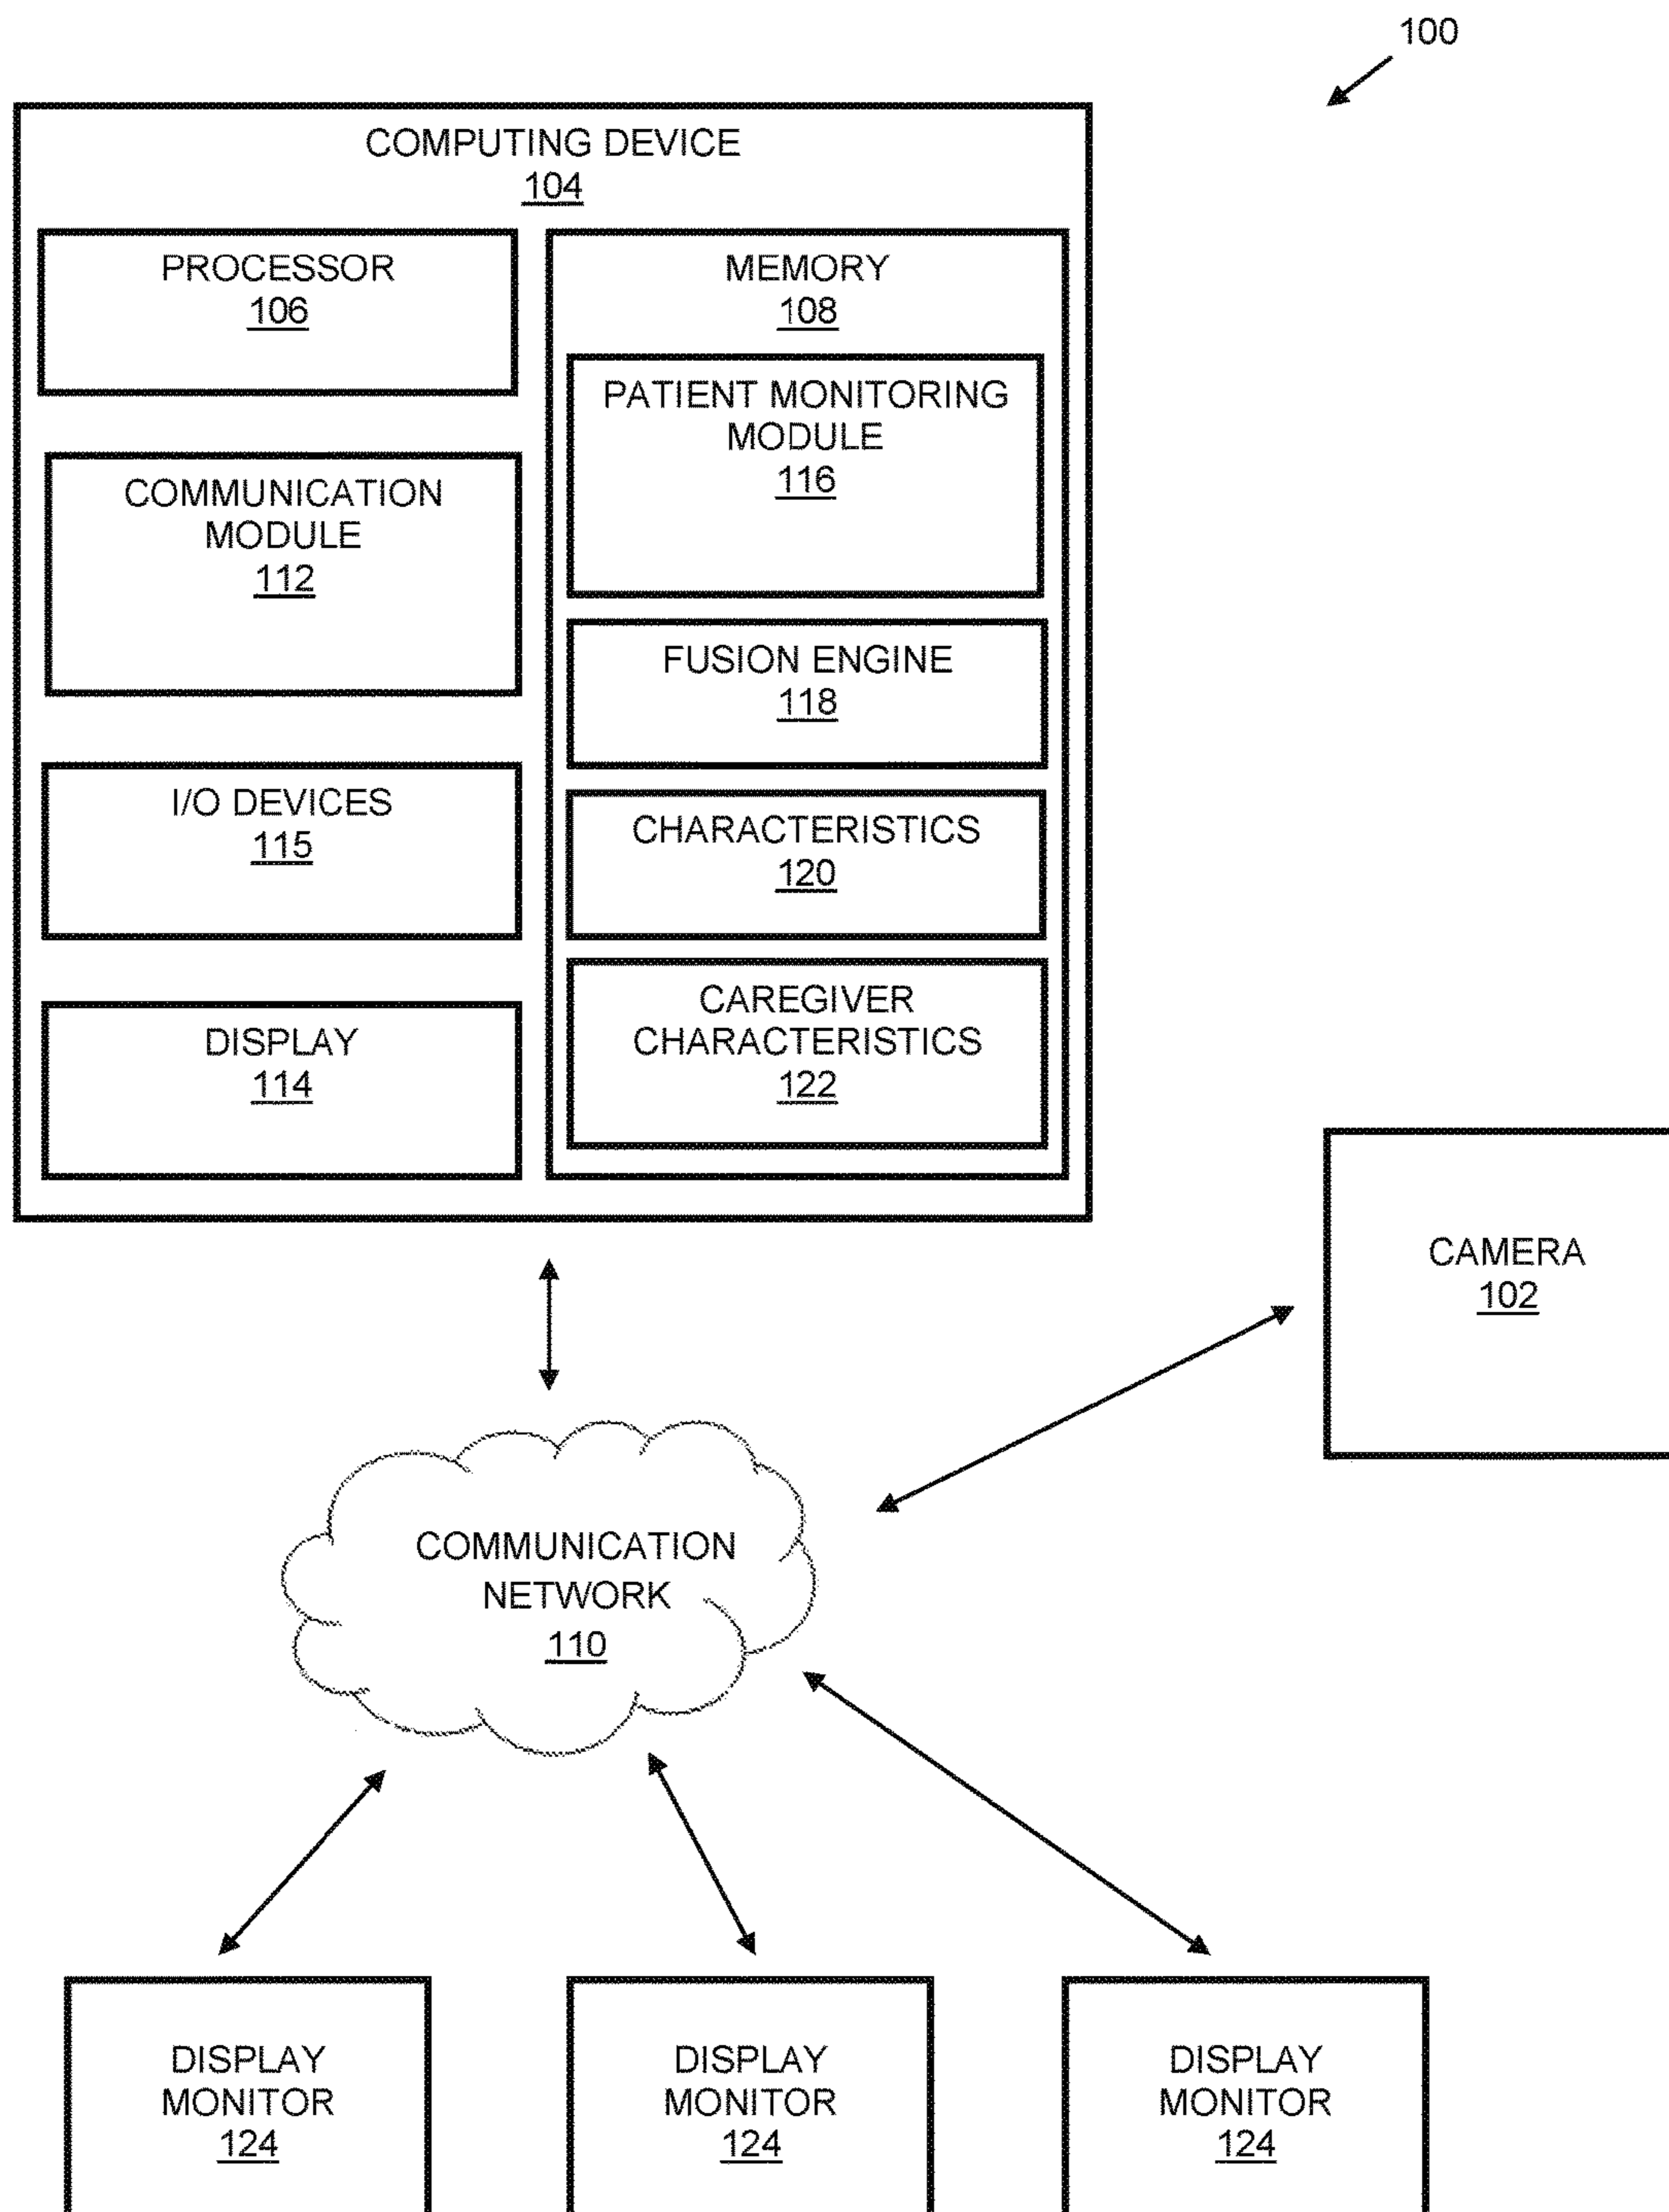 100
COMPUTING DEVICE
104
PROCESSOR
106
COMMUNICATION
MODULE
112
I/O DEVICES
115
DISPLAY
114
MEMORY
108
PATIENT MONITORING
MODULE
116
FUSION ENGINE
118
CHARACTERISTICS
120
CAREGIVER
CHARACTERISTICS
122
CAMERA
102
COMMUNICATION
NETWORK
110
DISPLAY
MONITOR
124
DISPLAY
MONITOR
124
DISPLAY
MONITOR
124